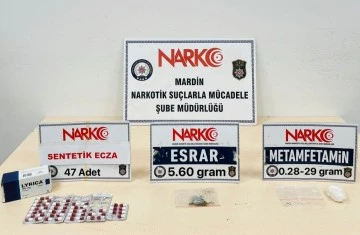 NARKO
MARDİN
NARKOTİK SUÇLARLA MÜCADELE
ŞUBE MÜDÜRLÜĞÜ
NARKO
SENTETİK ECZA
47 Adet
NARKO
ESRAR
5.60 gram
NARKO
METAMFETAMİN
0.28-29 gram
LYRICA